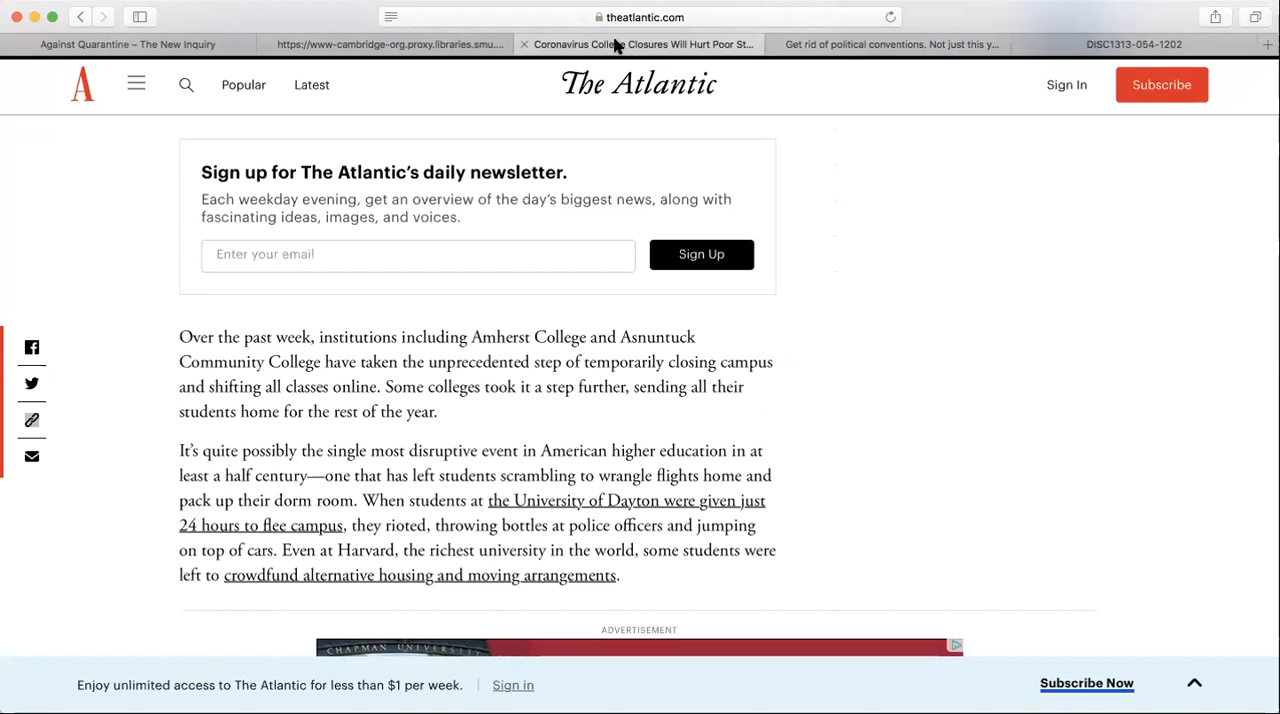 theatlantic.com
Against Quarantine – The New Inquiry
https://www-cambridge-org.proxy.libraries.smu....
Coronavirus College Closures Will Hurt Poor St...
Get rid of political conventions. Not just this y...
DISC1313-054-1202
A
Popular
Latest
The Atlantic
Sign In
Subscribe
Sign up for The Atlantic’s daily newsletter.
Each weekday evening, get an overview of the day’s biggest news, along with
fascinating ideas, images, and voices.
Enter your email
Sign Up
Over the past week, institutions including Amherst College and Asnuntuck
Community College have taken the unprecedented step of temporarily closing campus
and shifting all classes online. Some colleges took it a step further, sending all their
students home for the rest of the year.
It’s quite possibly the single most disruptive event in American higher education in at
least a half century—one that has left students scrambling to wrangle flights home and
pack up their dorm room. When students at the University of Dayton were given just
24 hours to flee campus, they rioted, throwing bottles at police officers and jumping
on top of cars. Even at Harvard, the richest university in the world, some students were
left to crowdfund alternative housing and moving arrangements.
ADVERTISEMENT
CHAPMAN UNIVERSITY
Enjoy unlimited access to The Atlantic for less than $1 per week.
Sign in
Subscribe Now